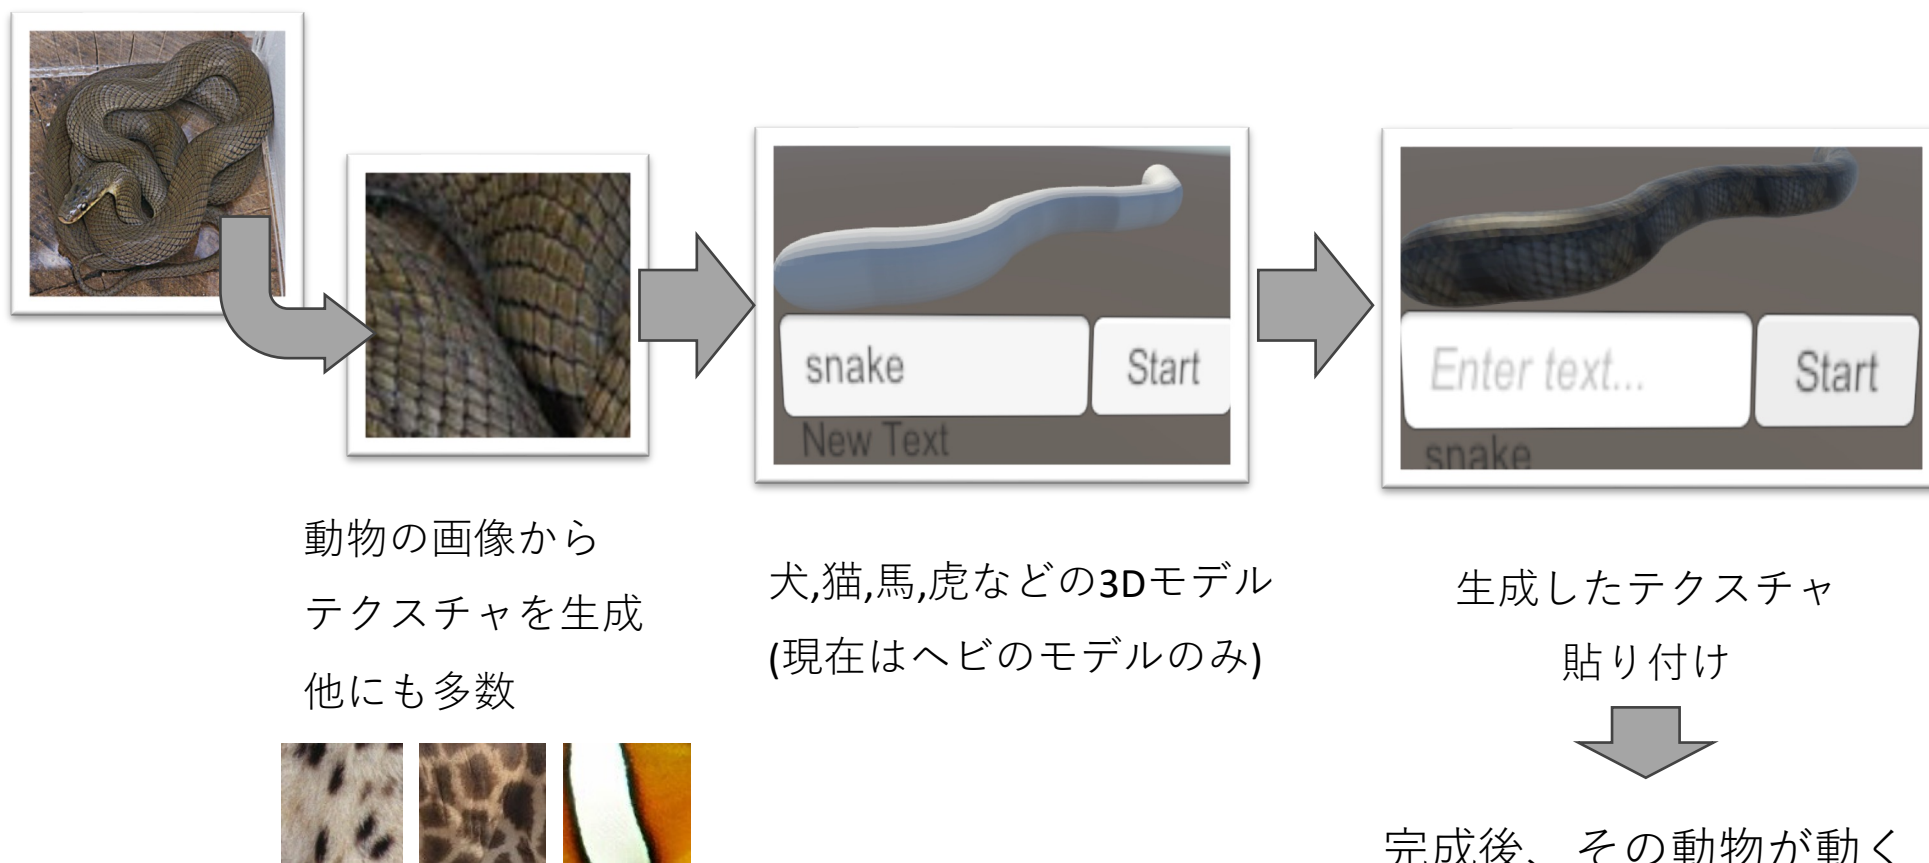 snake
Start
New Text
Enter text...
Start
snake
動物の画像から
テクスチャを生成
他にも多数
犬,猫,馬,虎などの3Dモデル
(現在はヘビのモデルのみ)
生成したテクスチャ
貼り付け
完成後、その動物が動く